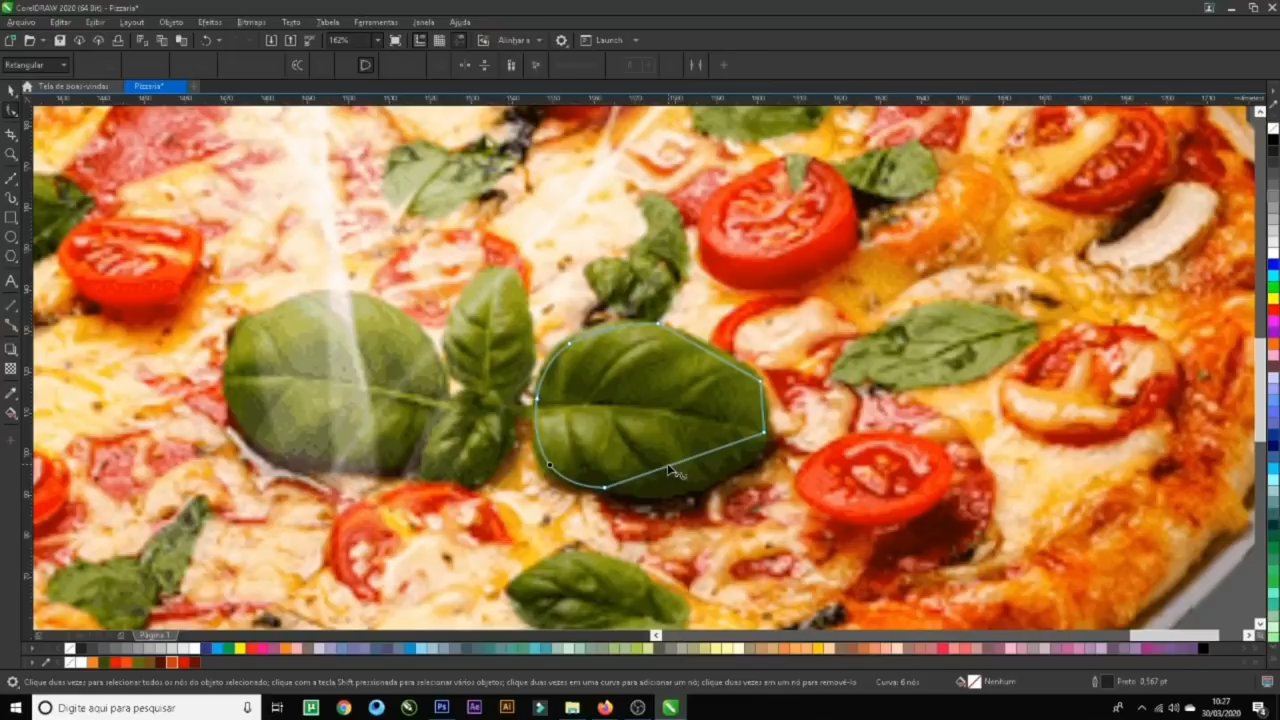 CorelDRAW 2020 (64 Bit) - Pizzaria*
Arquivo Editar Exibir Layout Objeto Efeitos Bitmaps Texto Tabela Ferramentas Janela Ajuda
162% Alinhar a Launch
Retangular
Tela de boas-vindas Pizzaria*
milímetros
Página 1
Clique duas vezes para selecionar todos os nós do objeto selecionado; clique com a tecla Shift pressionada para selecionar vários objetos; clique duas vezes em uma curva para adicionar um nó; clique duas vezes em um nó para removê-lo Curva: 6 nós Nenhum Preto 0,567 pt
Digite aqui para pesquisar
10:27
30/03/2020